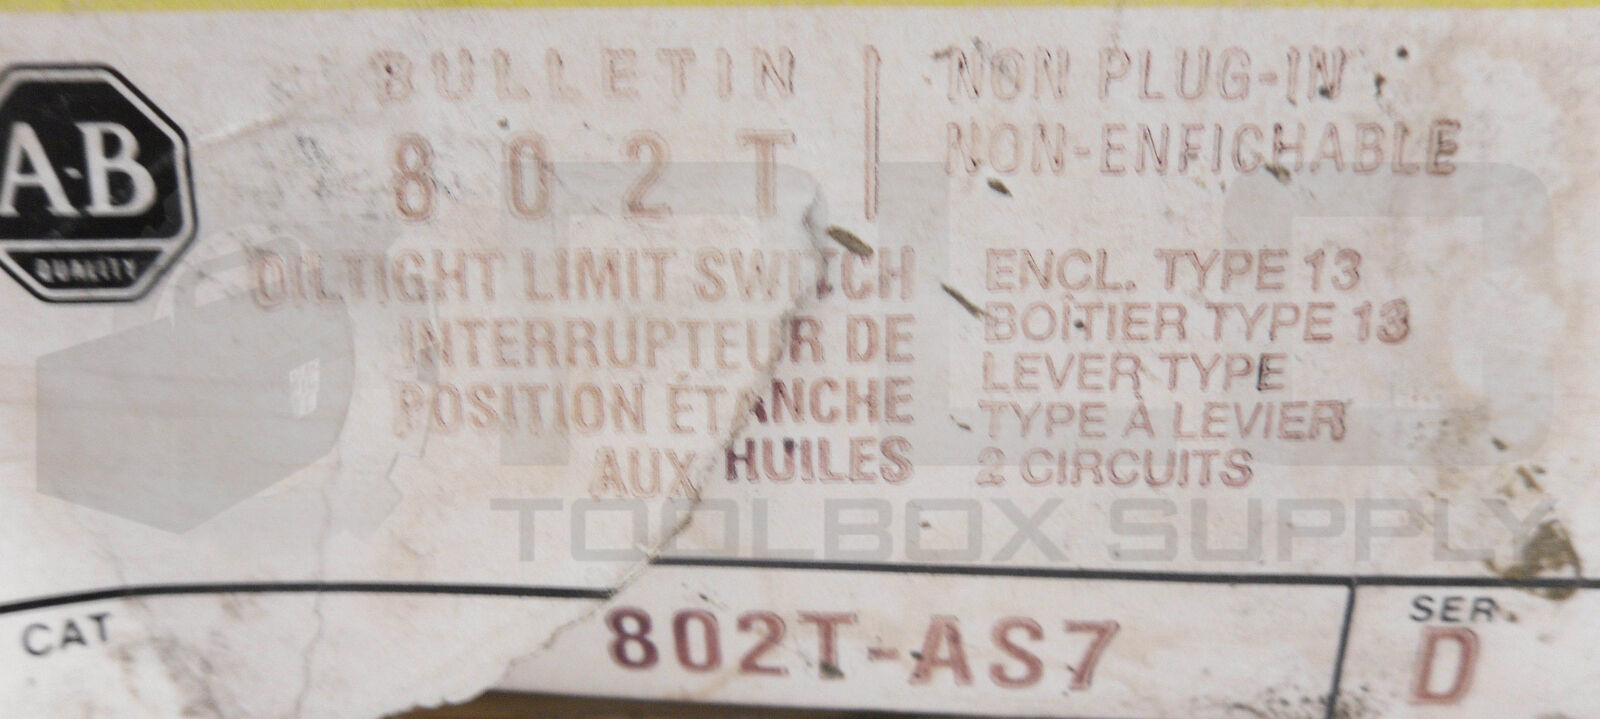 A-B
QUALITY
BULLETIN
802T
NON PLUG-IN
NON-ENFICHABLE
OILTIGHT LIMIT SWITCH
INTERRUPTEUR DE
POSITION ÉTANCHE
AUX HUILES
ENCL. TYPE 13
BOÎTIER TYPE 13
LEVER TYPE
TYPE À LEVIER
2 CIRCUITS
TOOLBOX SUPPLY
CAT
802T-AS7
SER.
D